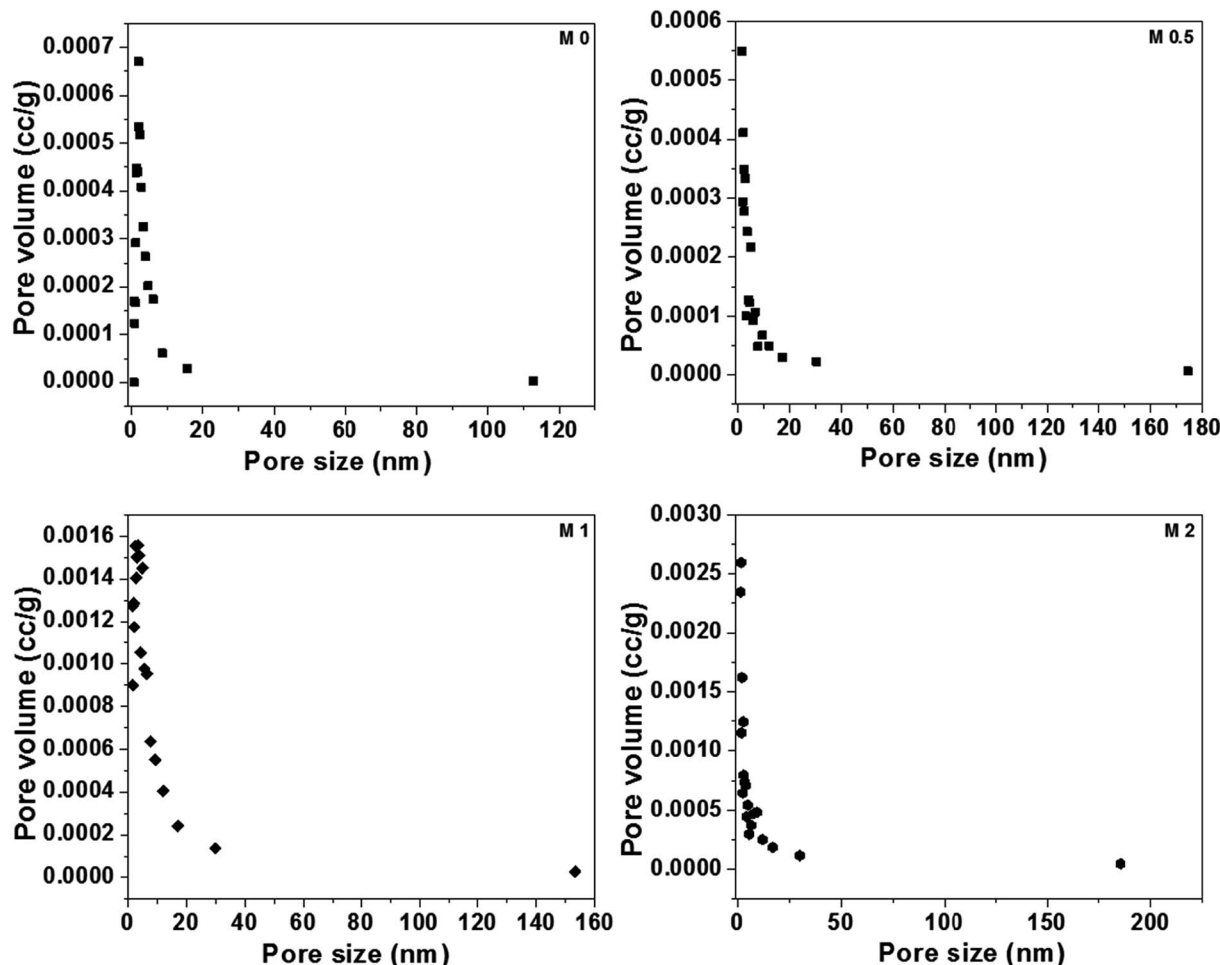 M 0
Pore volume (cc/g)
0.0007
0.0006
0.0005
0.0004
0.0003
0.0002
0.0001
0.0000
0 20 40 60 80 100 120
Pore size (nm)
M 0.5
Pore volume (cc/g)
0.0006
0.0005
0.0004
0.0003
0.0002
0.0001
0.0000
0 20 40 60 80 100 120 140 160 180
Pore size (nm)
M 1
Pore volume (cc/g)
0.0016
0.0014
0.0012
0.0010
0.0008
0.0006
0.0004
0.0002
0.0000
0 20 40 60 80 100 120 140 160
Pore size (nm)
M 2
Pore volume (cc/g)
0.0030
0.0025
0.0020
0.0015
0.0010
0.0005
0.0000
0 50 100 150 200
Pore size (nm)